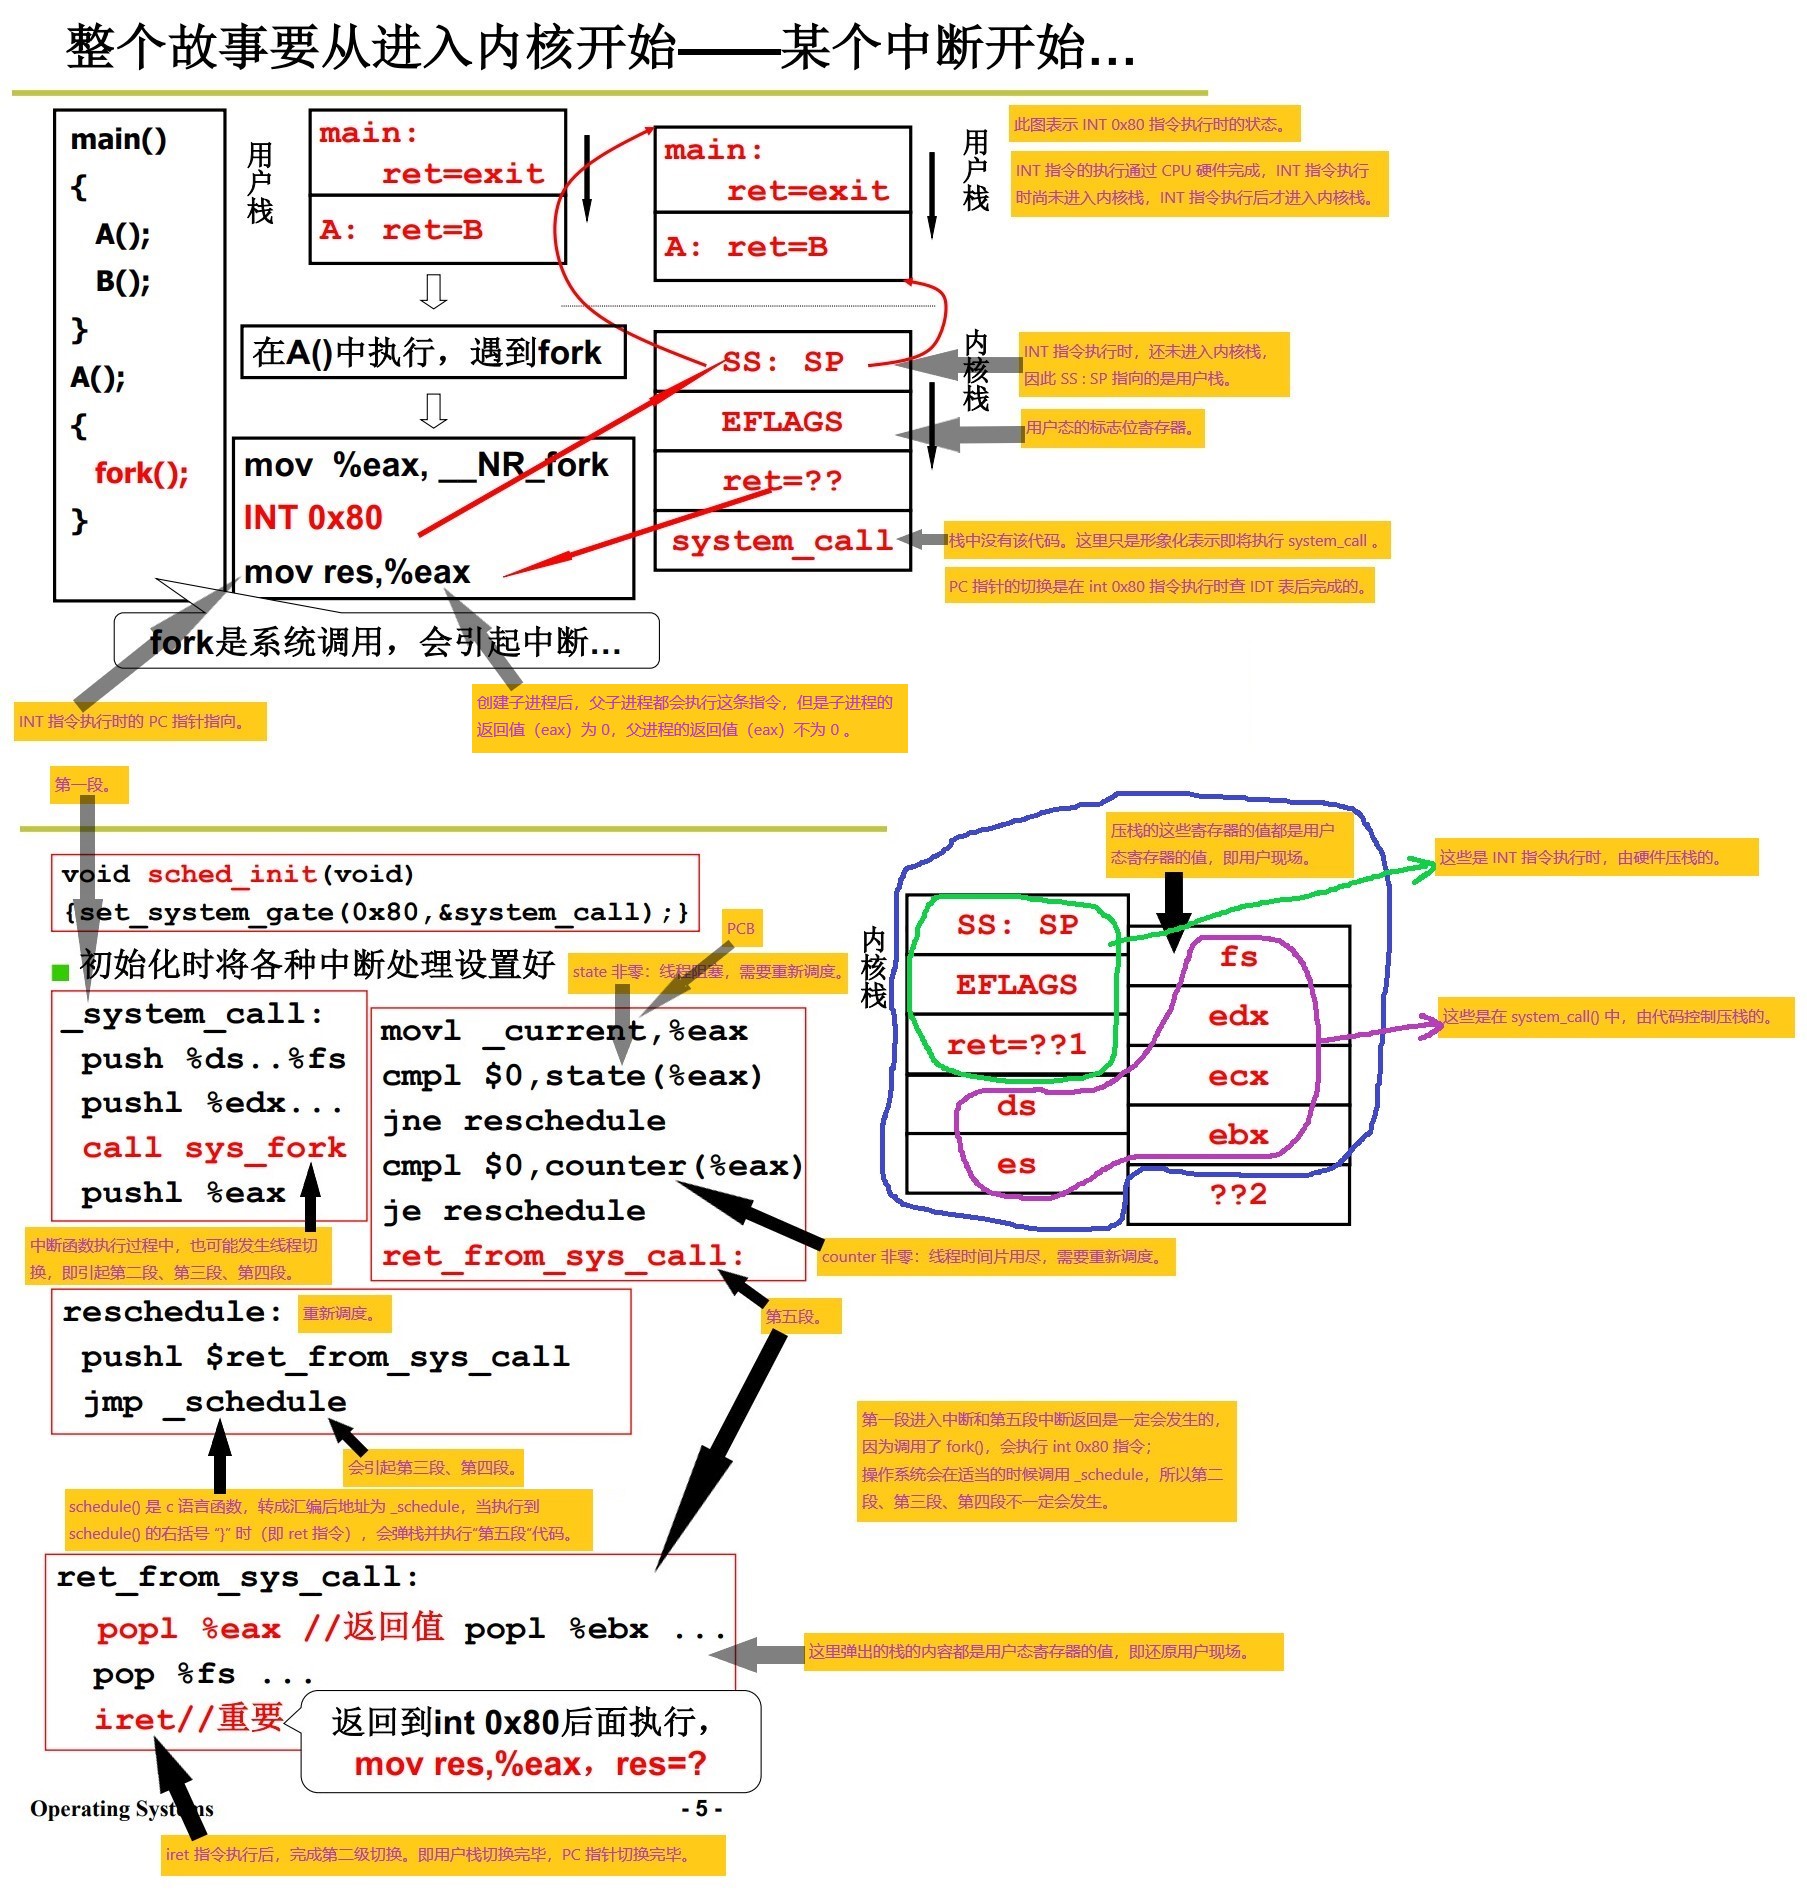 整个故事要从进入内核开始——某个中断开始...
main()
{
A();
B();
}
A();
{
fork();
}
用户栈
main:
ret=exit
A: ret=B
在A()中执行，遇到fork
mov %eax, __NR_fork
INT 0x80
mov res,%eax
fork是系统调用，会引起中断...
main:
ret=exit
A: ret=B
用户栈
SS: SP
EFLAGS
ret=??
system_call
内核栈
此图表示 INT 0x80 指令执行时的状态。
INT 指令的执行通过 CPU 硬件完成，INT 指令执行
时尚未进入内核栈，INT 指令执行后才进入内核栈。
INT 指令执行时，还未进入内核栈，
因此 SS : SP 指向的是用户栈。
用户态的标志位寄存器。
栈中没有该代码。这里只是形象化表示即将执行 system_call 。
PC 指针的切换是在 int 0x80 指令执行时查 IDT 表后完成的。
INT 指令执行时的 PC 指针指向。
创建子进程后，父子进程都会执行这条指令，但是子进程的
返回值（eax）为 0，父进程的返回值（eax）不为 0 。
第一段。
void sched_init(void)
{set_system_gate(0x80,&system_call);}
初始化时将各种中断处理设置好
PCB
state 非零：线程阻塞，需要重新调度。
_system_call:
push %ds..%fs
pushl %edx...
call sys_fork
pushl %eax
中断函数执行过程中，也可能发生线程切
换，即引起第二段、第三段、第四段。
movl _current,%eax
cmpl $0,state(%eax)
jne reschedule
cmpl $0,counter(%eax)
je reschedule
ret_from_sys_call:
counter 非零：线程时间片用尽，需要重新调度。
第五段。
reschedule:
重新调度。
pushl $ret_from_sys_call
jmp _schedule
会引起第三段、第四段。
schedule() 是 c 语言函数，转成汇编后地址为 _schedule，当执行到
schedule() 的右括号 “}” 时（即 ret 指令），会弹栈并执行“第五段”代码。
ret_from_sys_call:
popl %eax //返回值 popl %ebx ...
pop %fs ...
iret//重要
返回到int 0x80后面执行，
mov res,%eax，res=?
这里弹出的栈的内容都是用户态寄存器的值，即还原用户现场。
iret 指令执行后，完成第二级切换。即用户栈切换完毕，PC 指针切换完毕。
Operating Systems
- 5 -
压栈的这些寄存器的值都是用户
态寄存器的值，即用户现场。
这些是 INT 指令执行时，由硬件压栈的。
内核栈
SS: SP
EFLAGS
ret=??1
ds
es
fs
edx
ecx
ebx
??2
这些是在 system_call() 中，由代码控制压栈的。
第一段进入中断和第五段中断返回是一定会发生的，
因为调用了 fork()，会执行 int 0x80 指令；
操作系统会在适当的时候调用 _schedule，所以第二
段、第三段、第四段不一定会发生。